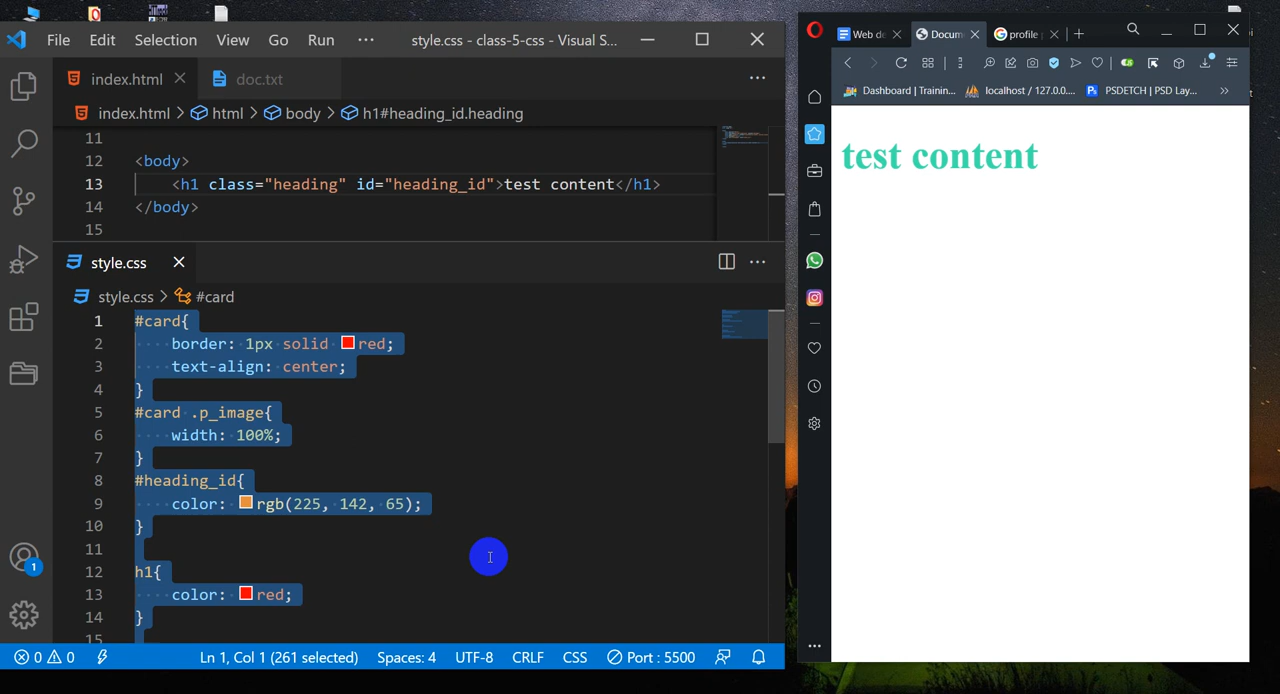 File Edit Selection View Go Run ··· style.css - class-5-css - Visual S...
index.html
doc.txt
index.html > html > body > h1#heading_id.heading
11
12 <body>
13 <h1 class="heading" id="heading_id">test content</h1>
14 </body>
15
style.css
style.css > #card
1 #card{
2 border: 1px solid red;
3 text-align: center;
4 }
5 #card .p_image{
6 width: 100%;
7 }
8 #heading_id{
9 color: rgb(225, 142, 65);
10 }
11
12 h1{
13 color: red;
14 }
15
1
0 0 Ln 1, Col 1 (261 selected) Spaces: 4 UTF-8 CRLF CSS Port : 5500
Web de
Docum
profile
Dashboard | Trainin... localhost / 127.0.0.... PSDETCH | PSD Lay... »
test content